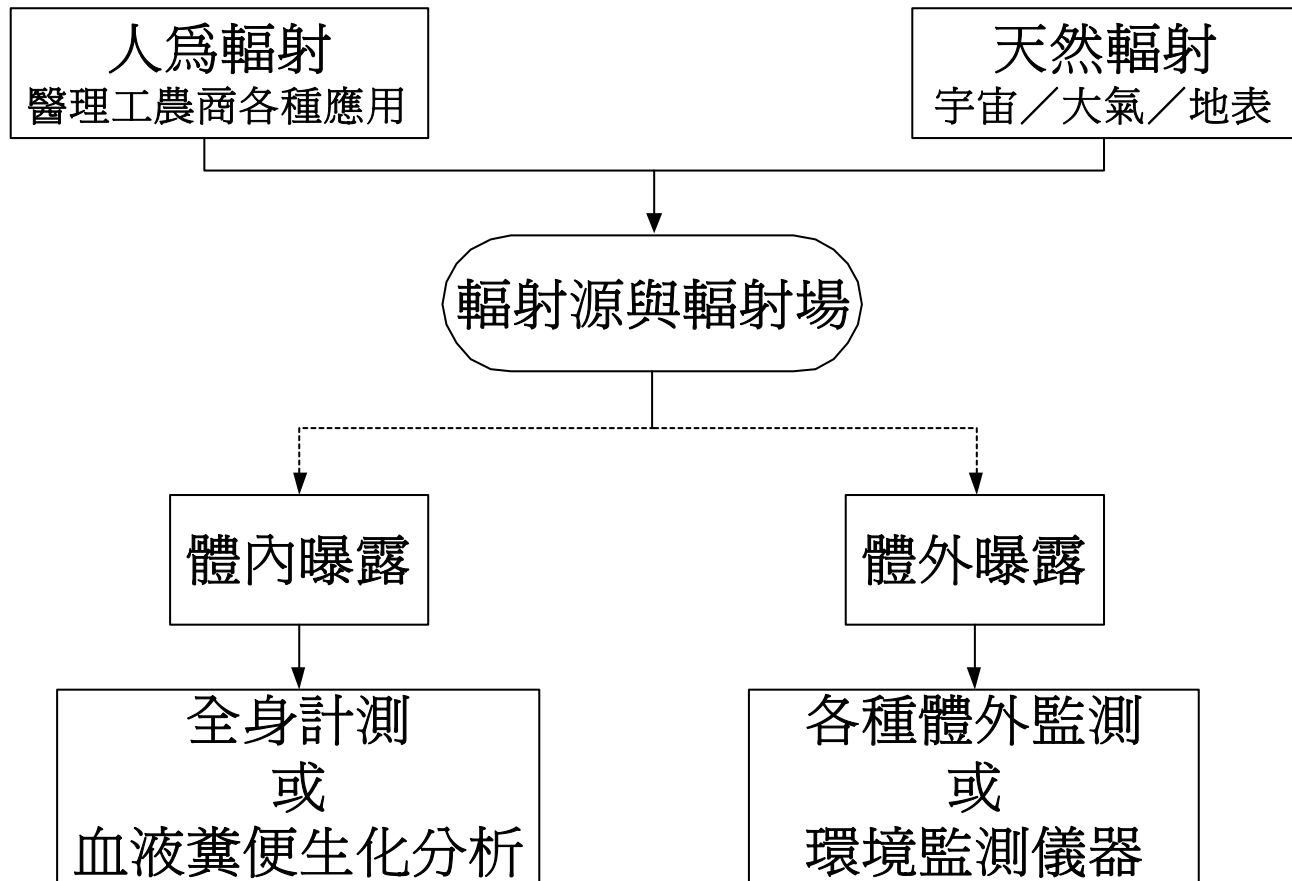 人爲輻射
醫理工農商各種應用
天然輻射
宇宙／大氣／地表
輻射源與輻射場
體內曝露
體外曝露
全身計測
或
血液糞便生化分析
各種體外監測
或
環境監測儀器